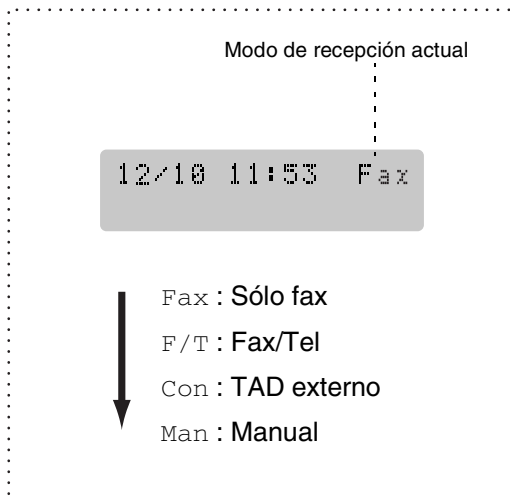 Modo de recepción actual
12/10 11:53 Fax
Fax : Sólo fax
F/T : Fax/Tel
Con : TAD externo
Man : Manual